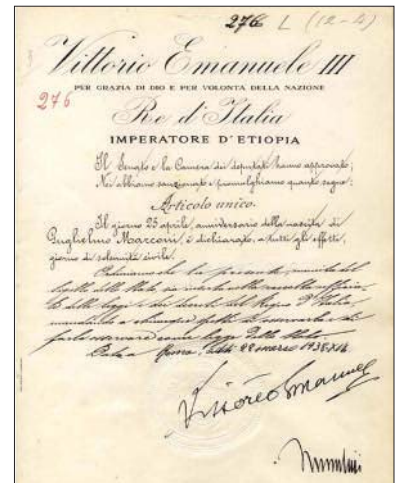 276 L (12-4)
Vittorio Emanuele III
PER GRAZIA DI DIO E PER VOLONTÀ DELLA NAZIONE
276
Re d'Italia
IMPERATORE D'ETIOPIA
Il Senato e la Camera dei deputati hanno approvato;
Noi abbiamo sanzionato e promulghiamo quanto segue:
Articolo unico.
Il giorno 25 aprile, anniversario della nascita di
Guglielmo Marconi, è dichiarato, a tutti gli effetti,
giorno di solennità civile.
Ordiniamo che la presente, munita del
sigillo dello Stato, sia inserta nella raccolta ufficia-
le delle leggi e dei decreti del Regno d'Italia,
mandando a chiunque spetti di osservarla e di
farla osservare come legge dello Stato.
Data a Roma, addì 28 marzo 1938 XVI
Vittorio Emanuele
Mussolini